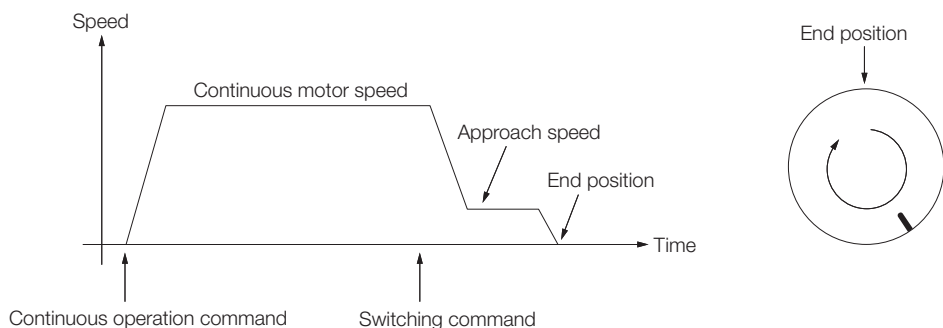 Speed
End position
Continuous motor speed
Approach speed
End position
Time
Continuous operation command
Switching command